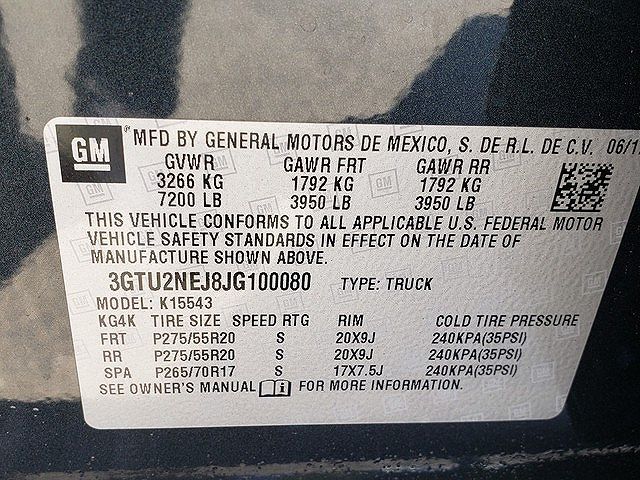 GM MFD BY GENERAL MOTORS DE MEXICO, S. DE R.L. DE C.V. 06/1
GVWR GAWR FRT GAWR RR
3266 KG 1792 KG 1792 KG
7200 LB 3950 LB 3950 LB
THIS VEHICLE CONFORMS TO ALL APPLICABLE U.S. FEDERAL MOTOR
VEHICLE SAFETY STANDARDS IN EFFECT ON THE DATE OF
MANUFACTURE SHOWN ABOVE.
3GTU2NEJ8JG100080 TYPE: TRUCK
MODEL: K15543
KG4K TIRE SIZE SPEED RTG RIM COLD TIRE PRESSURE
FRT P275/55R20 S 20X9J 240KPA(35PSI)
RR P275/55R20 S 20X9J 240KPA(35PSI)
SPA P265/70R17 S 17X7.5J 240KPA(35PSI)
SEE OWNER'S MANUAL FOR MORE INFORMATION.